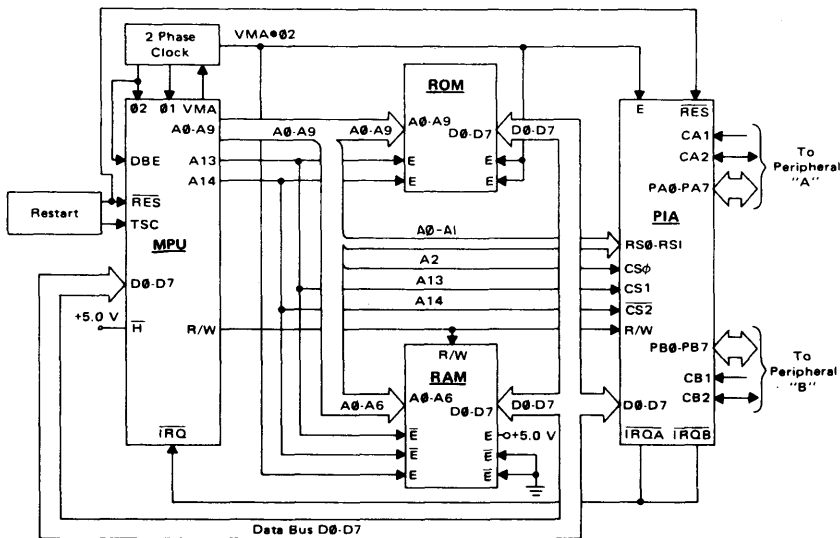 2 Phase
Clock
VMA●Ø2
Ø2 Ø1 VMA
A0-A9
A0-A9
A0-A9
A13
A14
DBE
RES
TSC
MPU
D0-D7
+5.0 V
H
R/W
IRQ
Restart
ROM
A0-A9
D0-D7
D0-D7
E
E
E
E
A0-A1
A2
A13
A14
R/W
RAM
A0-A6
A0-A6
D0-D7
D0-D7
E
E
E
E
+5.0 V
E
E
E
RES
CA1
CA2
PA0-PA7
PIA
RS0-RS1
CSϕ
CS1
CS2
R/W
PB0-PB7
CB1
CB2
D0-D7
IRQA IRQB
To
Peripheral
"A"
To
Peripheral
"B"
Data Bus D0-D7